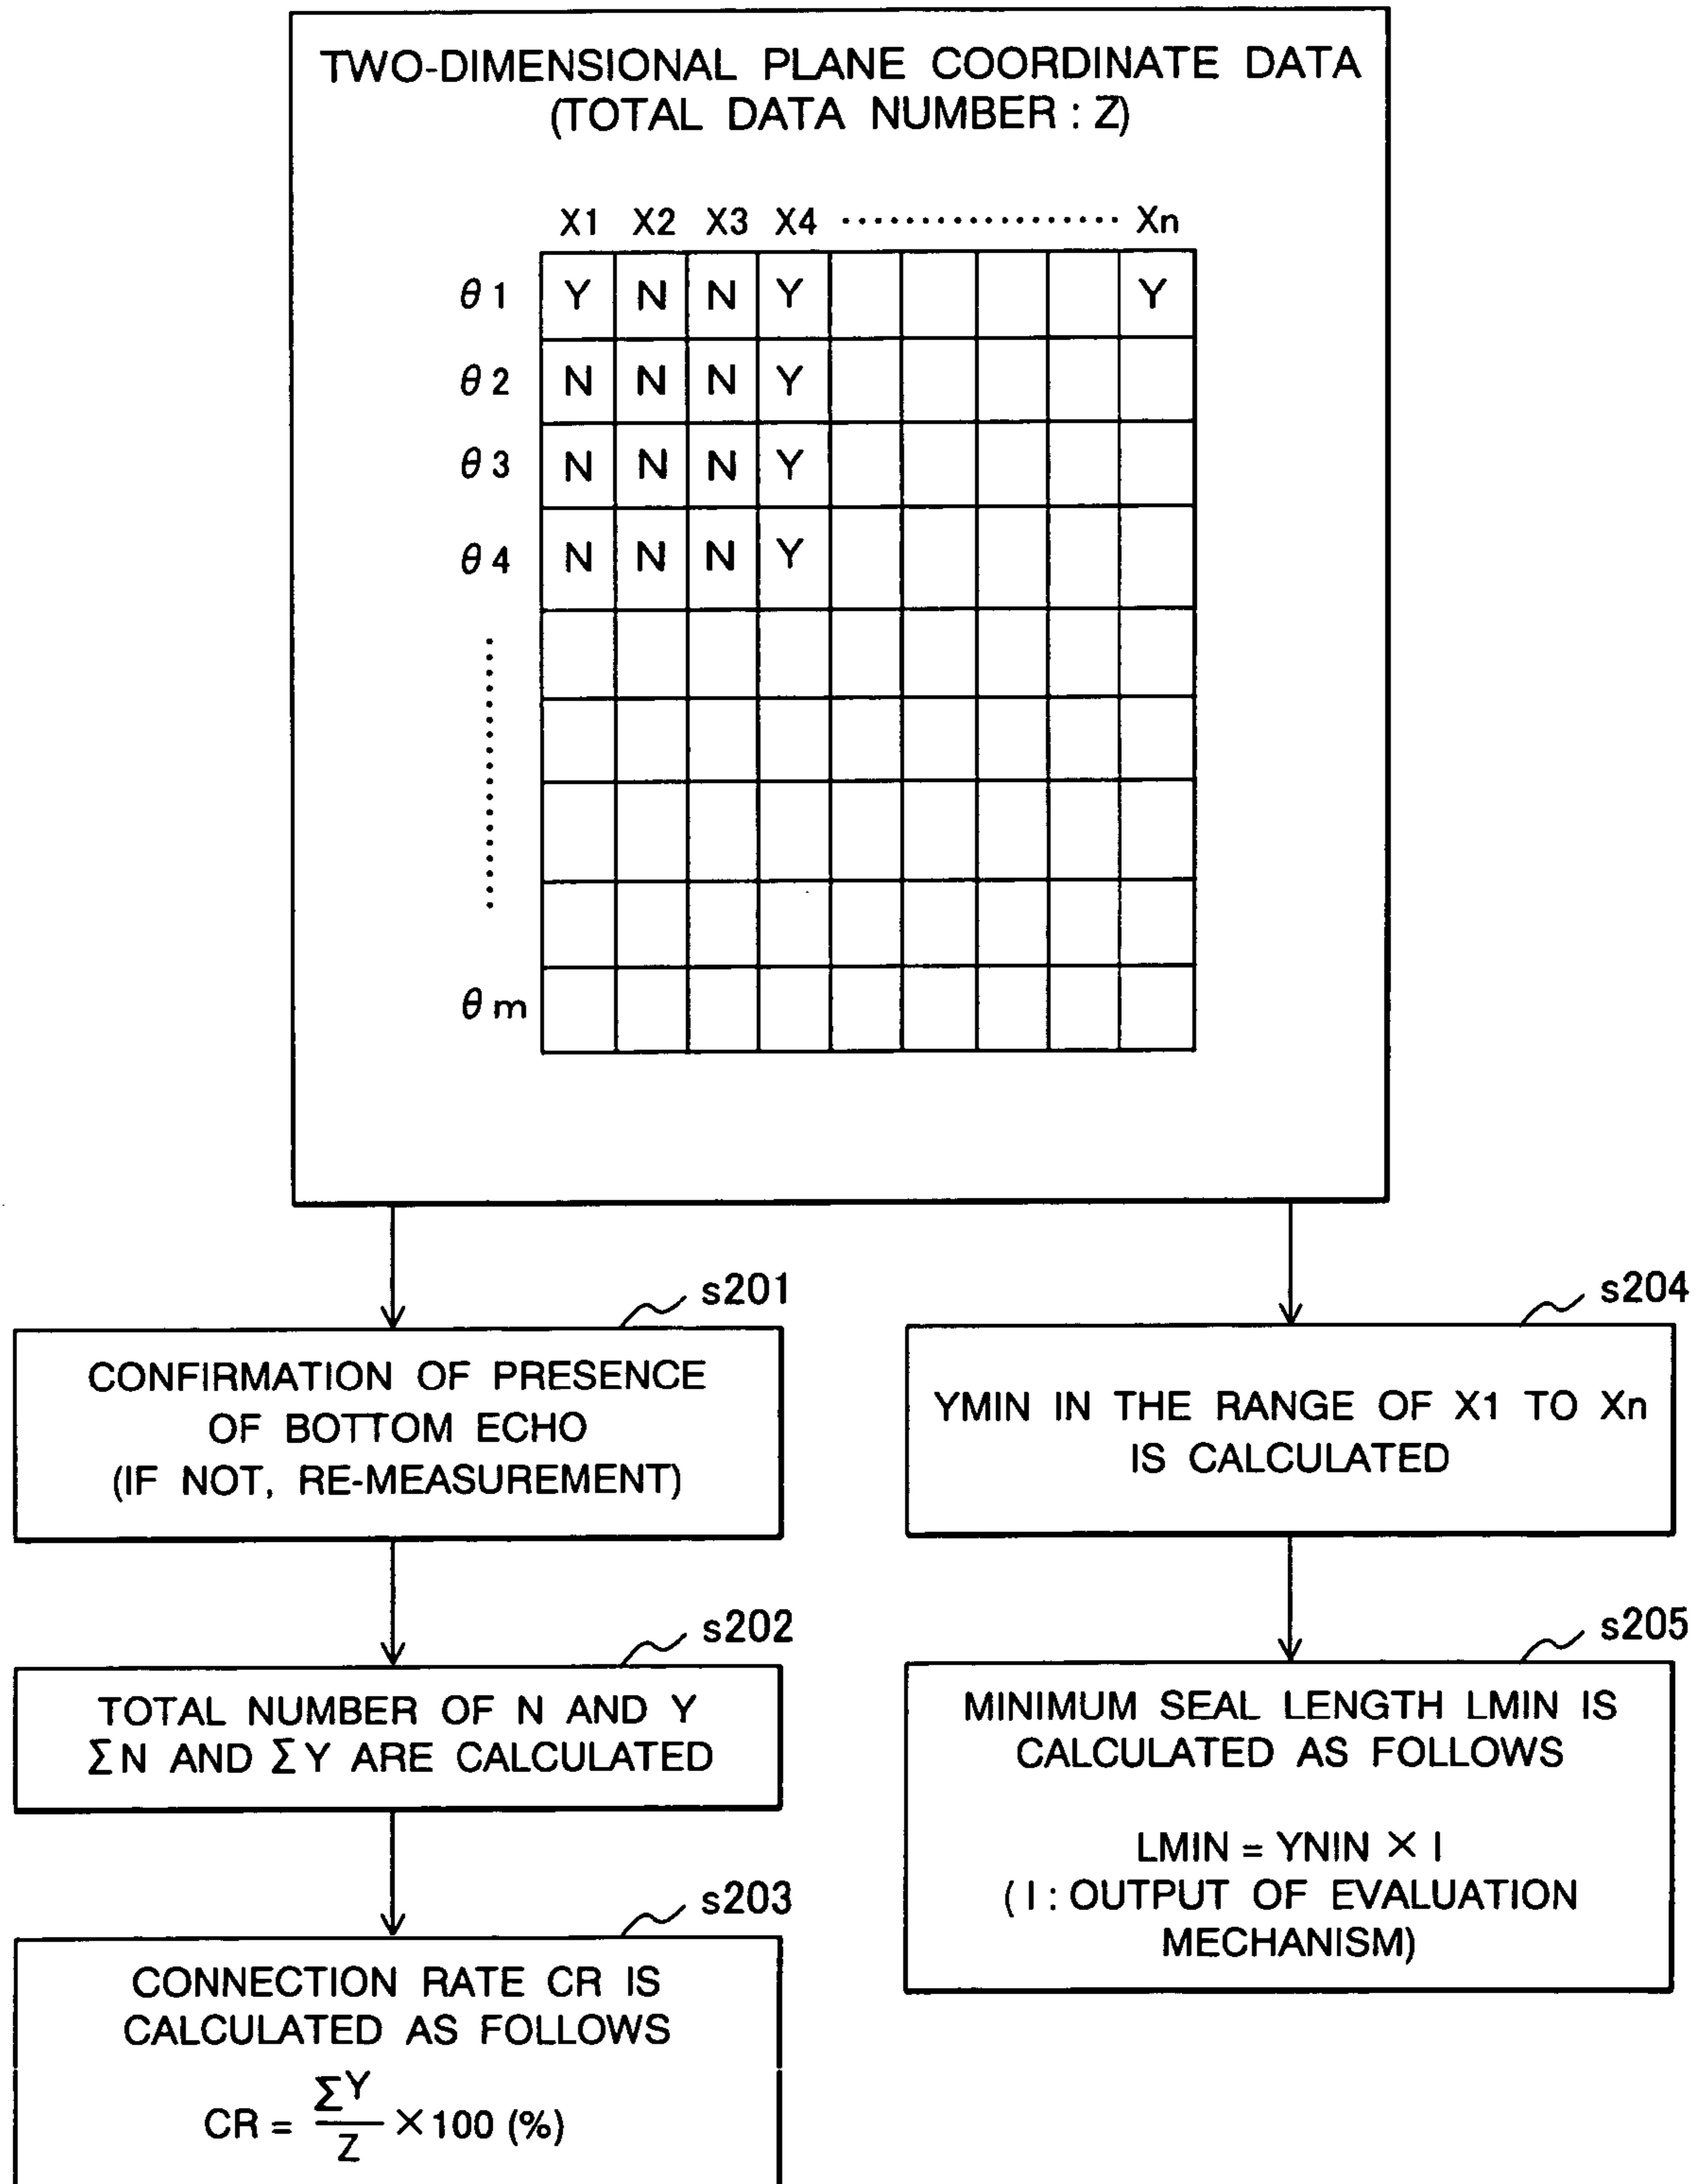 TWO-DIMENSIONAL PLANE COORDINATE DATA
(TOTAL DATA NUMBER : Z)
X1 X2 X3 X4 .................. Xn
θ1 Y N N Y Y
θ2 N N N Y
θ3 N N N Y
θ4 N N N Y
θm
s201
CONFIRMATION OF PRESENCE
OF BOTTOM ECHO
(IF NOT, RE-MEASUREMENT)
s202
TOTAL NUMBER OF N AND Y
ΣN AND ΣY ARE CALCULATED
s203
CONNECTION RATE CR IS
CALCULATED AS FOLLOWS
CR = ΣY / Z × 100 (%)
s204
YMIN IN THE RANGE OF X1 TO Xn
IS CALCULATED
s205
MINIMUM SEAL LENGTH LMIN IS
CALCULATED AS FOLLOWS
LMIN = YNIN × I
( I : OUTPUT OF EVALUATION
MECHANISM)